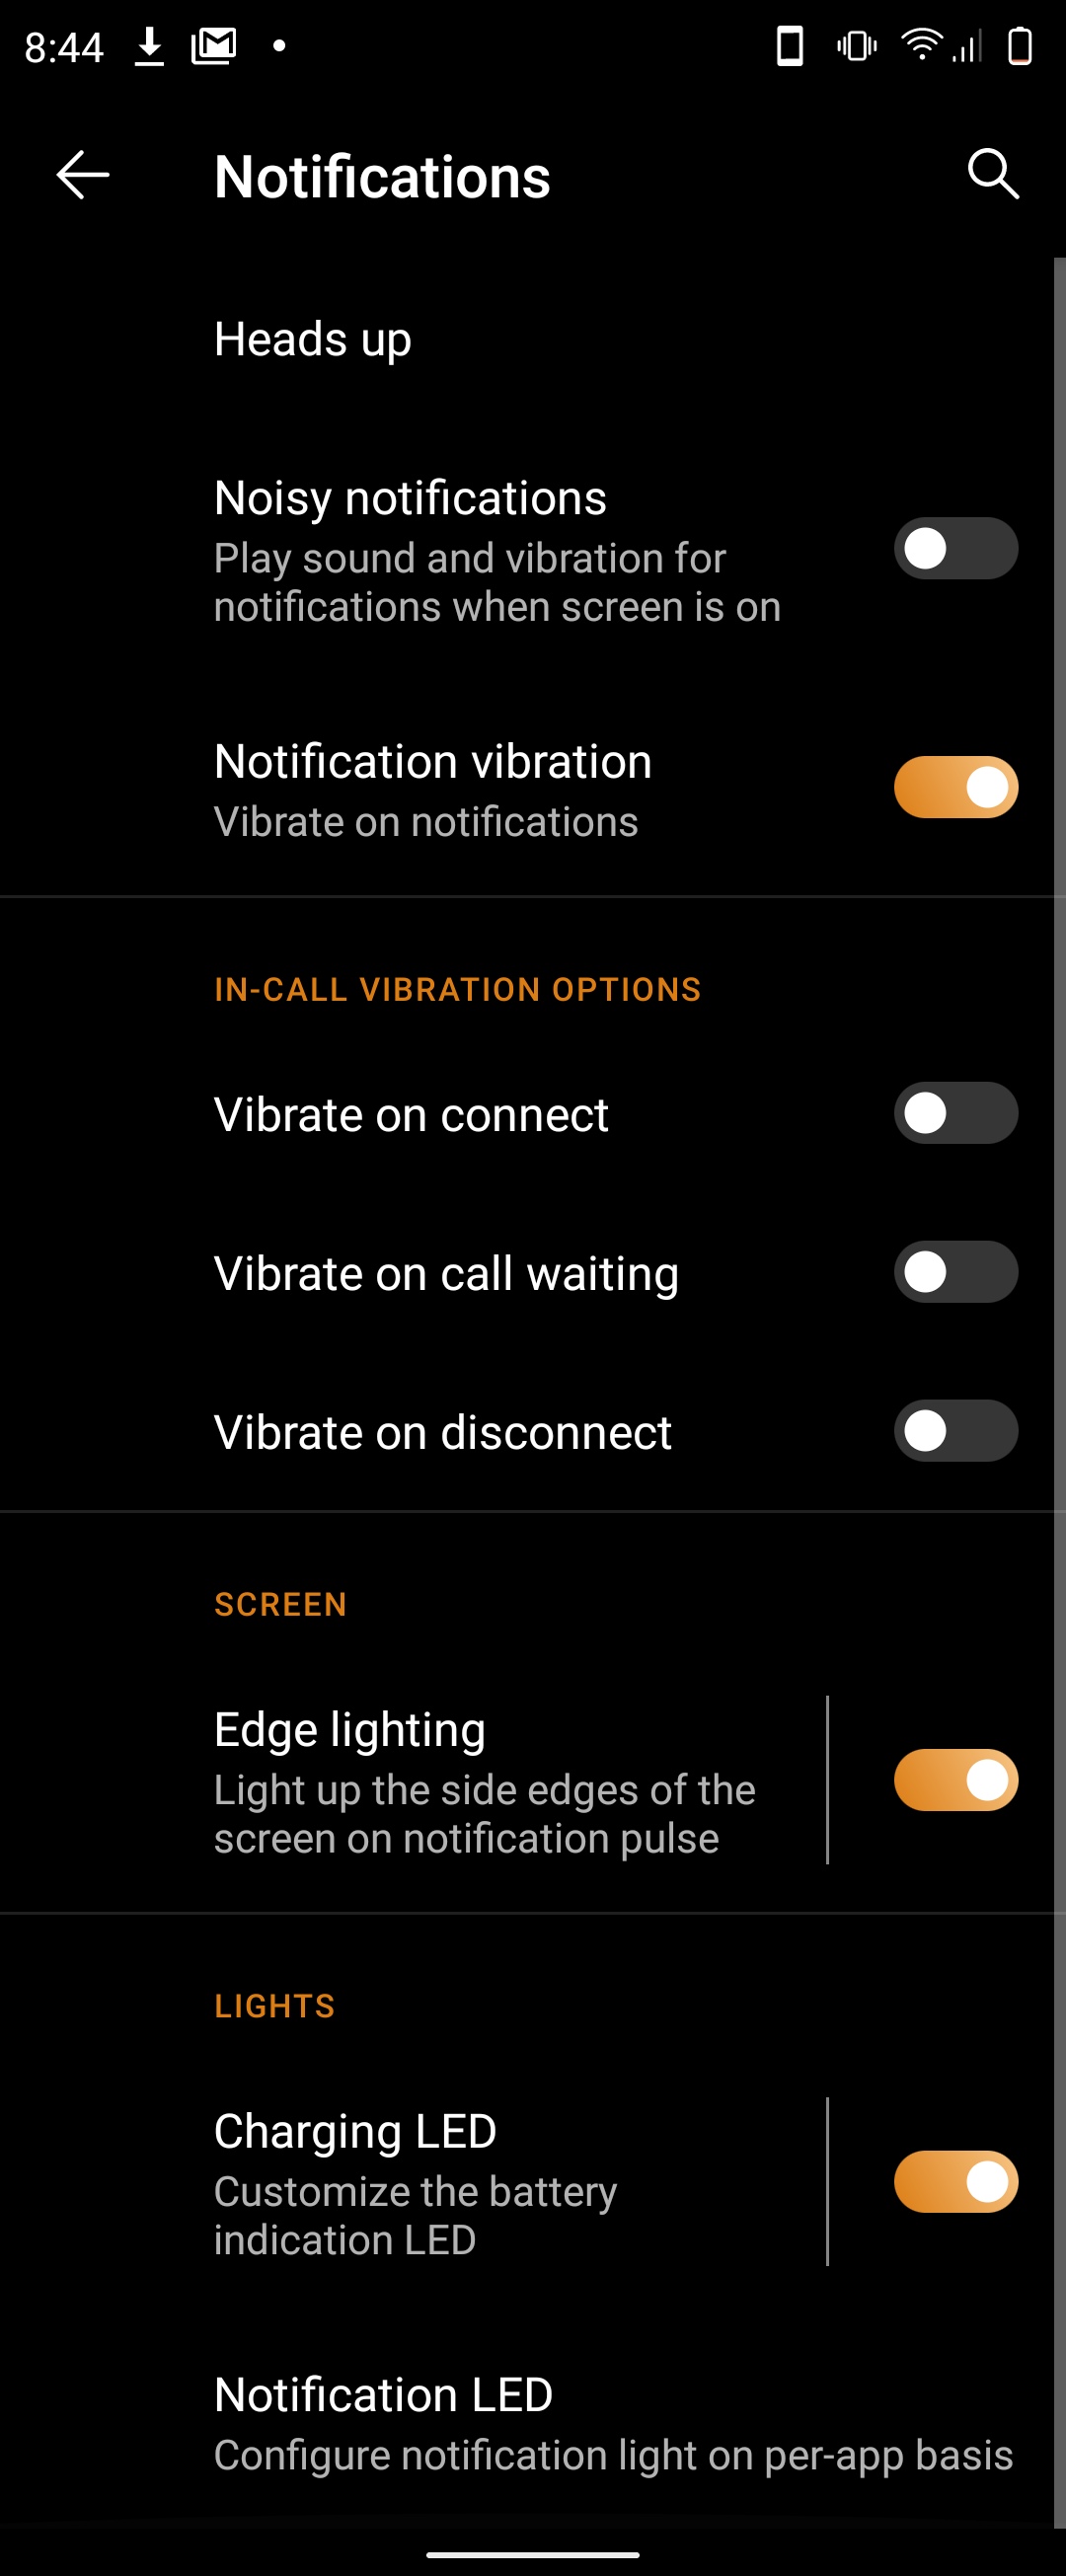 8:44
Notifications
Heads up
Noisy notifications
Play sound and vibration for
notifications when screen is on
Notification vibration
Vibrate on notifications
IN-CALL VIBRATION OPTIONS
Vibrate on connect
Vibrate on call waiting
Vibrate on disconnect
SCREEN
Edge lighting
Light up the side edges of the
screen on notification pulse
LIGHTS
Charging LED
Customize the battery
indication LED
Notification LED
Configure notification light on per-app basis